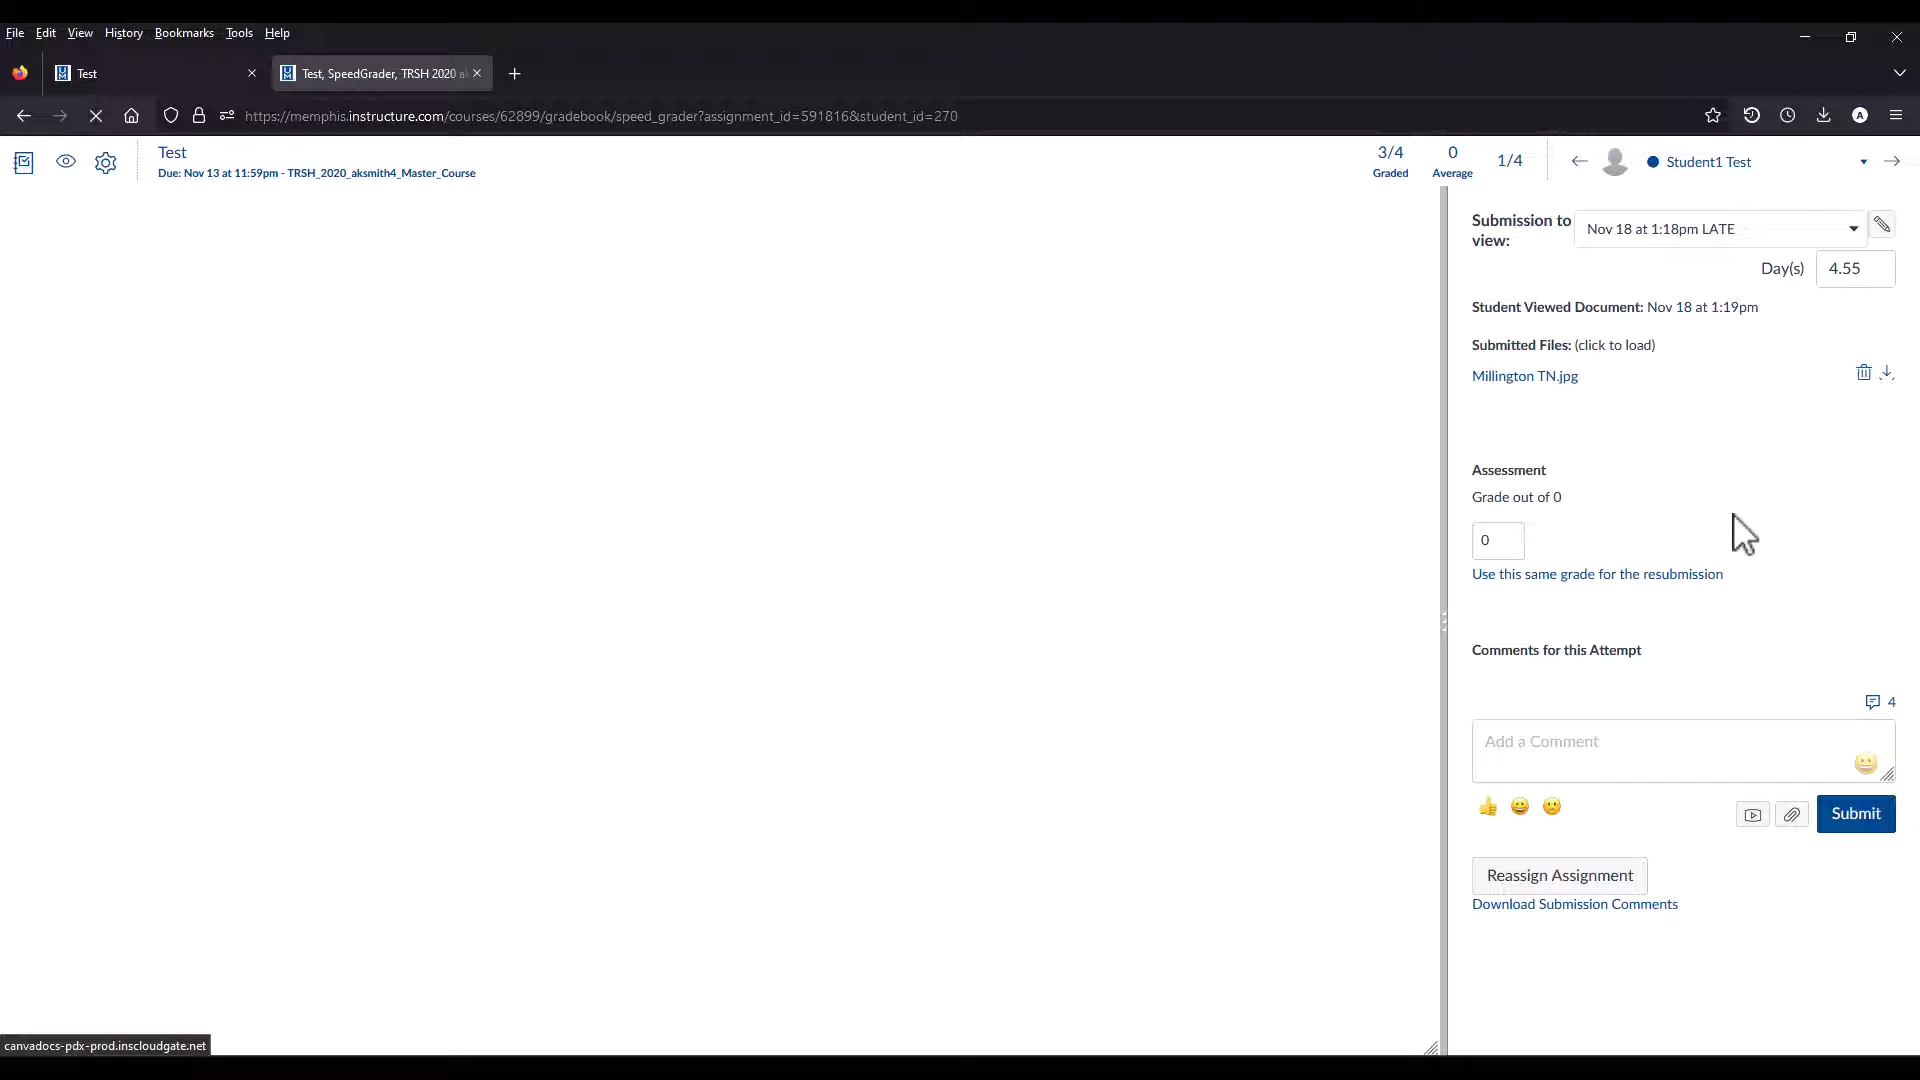 File Edit View History Bookmarks Tools Help
Test
Test, SpeedGrader, TRSH 2020 a
https://memphis.instructure.com/courses/62899/gradebook/speed_grader?assignment_id=591816&student_id=270
Test
Due: Nov 13 at 11:59pm - TRSH_2020_aksmith4_Master_Course
3/4
Graded
0
Average
1/4
Student1 Test
Submission to view:
Nov 18 at 1:18pm LATE
Day(s) 4.55
Student Viewed Document: Nov 18 at 1:19pm
Submitted Files: (click to load)
Millington TN.jpg
Assessment
Grade out of 0
0
Use this same grade for the resubmission
Comments for this Attempt
4
Add a Comment
Submit
Reassign Assignment
Download Submission Comments
canvadocs-pdx-prod.inscloudgate.net